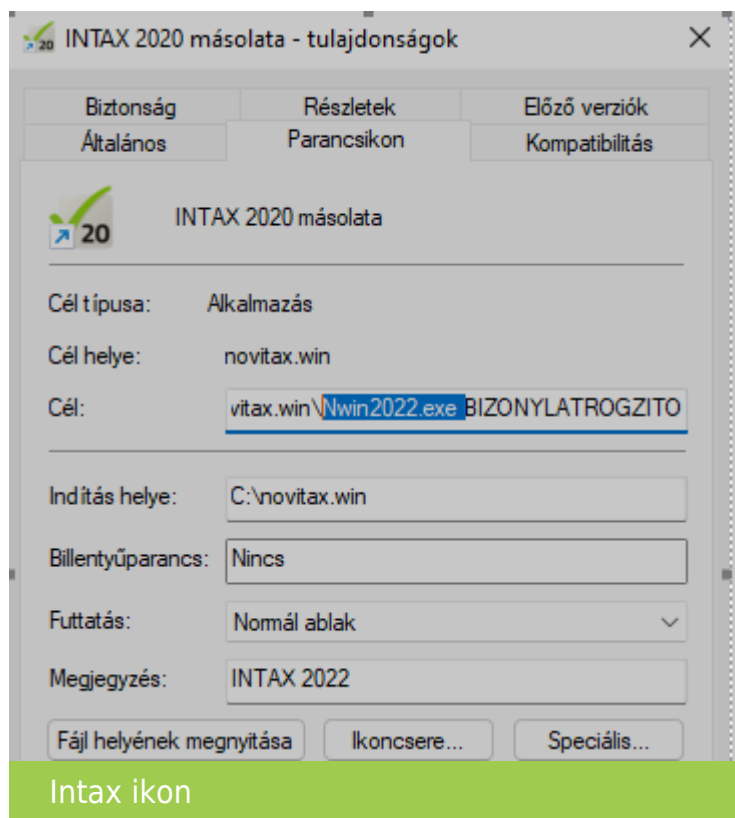 INTAX 2020 másolata - tulajdonságok
Biztonság Részletek Előző verziók
Általános Parancsikon Kompatibilitás
20
INTAX 2020 másolata
Cél típusa: Alkalmazás
Cél helye: novitax.win
Cél: vitax.win\Nwin2022.exe BIZONYLATROGZITO
Indítás helye: C:\novitax.win
Billentyűparancs: Nincs
Futtatás: Normál ablak
Megjegyzés: INTAX 2022
Fájl helyének megnyitása Ikoncsere... Speciális...
Intax ikon